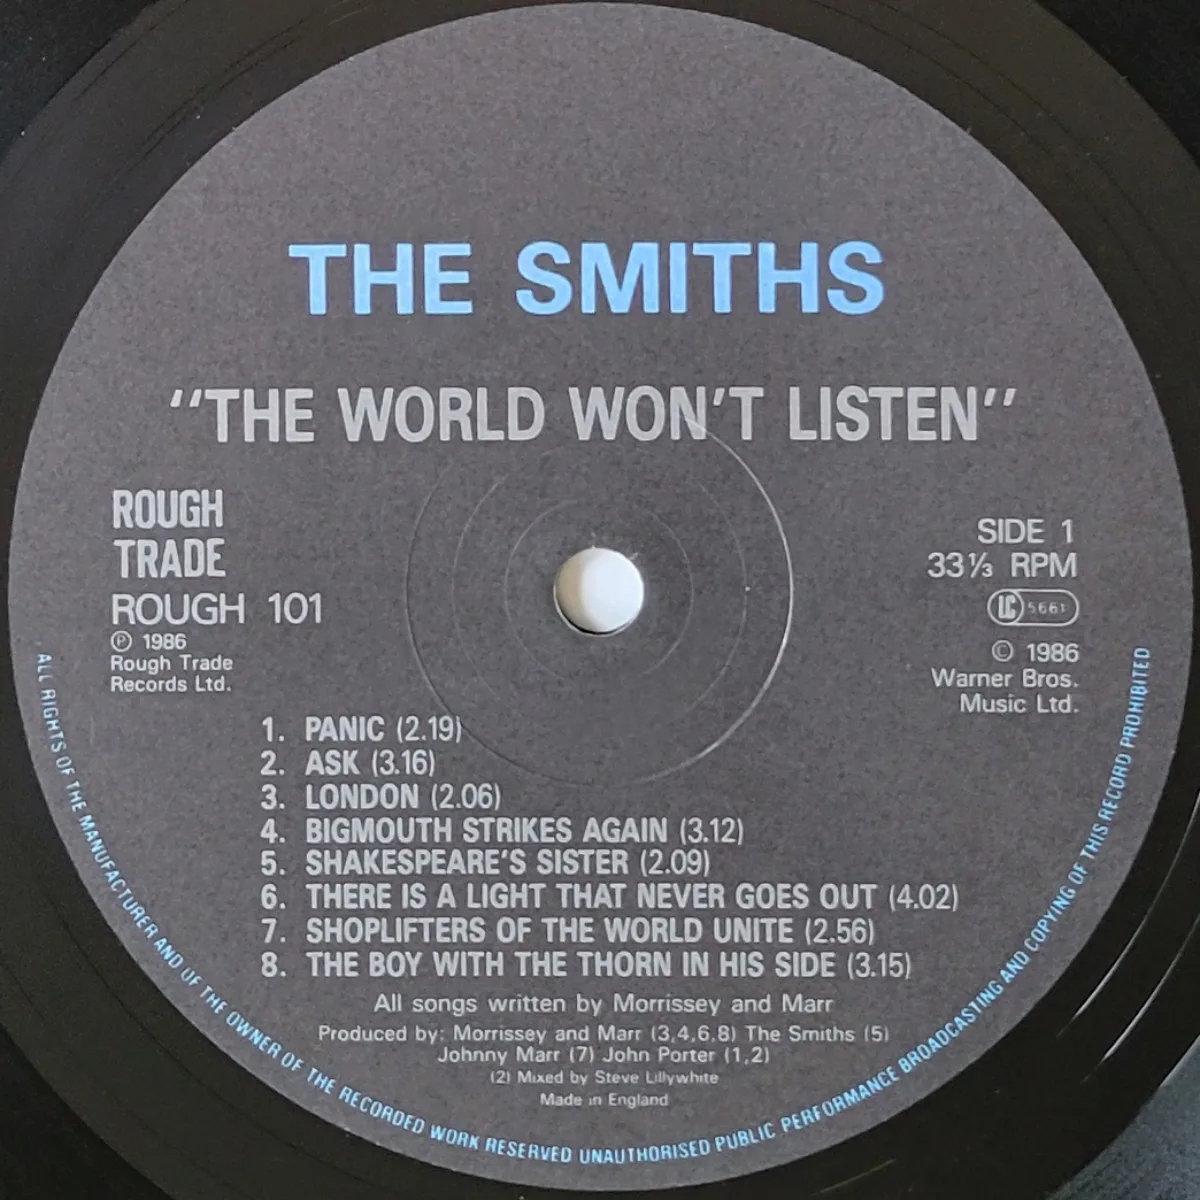 THE SMITHS
"THE WORLD WON'T LISTEN"
ROUGH
TRADE
ROUGH 101
Ⓟ 1986
Rough Trade
Records Ltd.
SIDE 1
33⅓ RPM
LC 5661
© 1986
Warner Bros.
Music Ltd.
1. PANIC (2.19)
2. ASK (3.16)
3. LONDON (2.06)
4. BIGMOUTH STRIKES AGAIN (3.12)
5. SHAKESPEARE'S SISTER (2.09)
6. THERE IS A LIGHT THAT NEVER GOES OUT (4.02)
7. SHOPLIFTERS OF THE WORLD UNITE (2.56)
8. THE BOY WITH THE THORN IN HIS SIDE (3.15)
All songs written by Morrissey and Marr
Produced by: Morrissey and Marr (3,4,6,8) The Smiths (5)
Johnny Marr (7) John Porter (1,2)
(2) Mixed by Steve Lillywhite
Made in England
ALL RIGHTS OF THE MANUFACTURER AND OF THE OWNER OF THE RECORDED WORK RESERVED UNAUTHORISED PUBLIC PERFORMANCE BROADCASTING AND COPYING OF THIS RECORD PROHIBITED